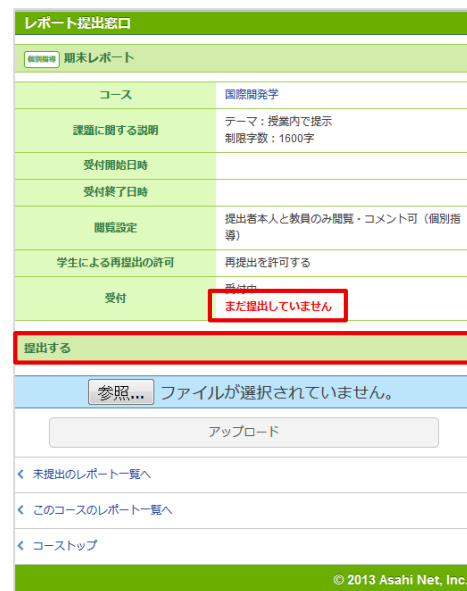 レポート提出窓口
個別指導 期末レポート
コース 国際開発学
課題に関する説明 テーマ：授業内で提示
制限字数：1600字
受付開始日時
受付終了日時
閲覧設定 提出者本人と教員のみ閲覧・コメント可（個別指
導）
学生による再提出の許可 再提出を許可する
受付 受付中
まだ提出していません
提出する
参照... ファイルが選択されていません。
アップロード
未提出のレポート一覧へ
このコースのレポート一覧へ
コーストップ
© 2013 Asahi Net, Inc.